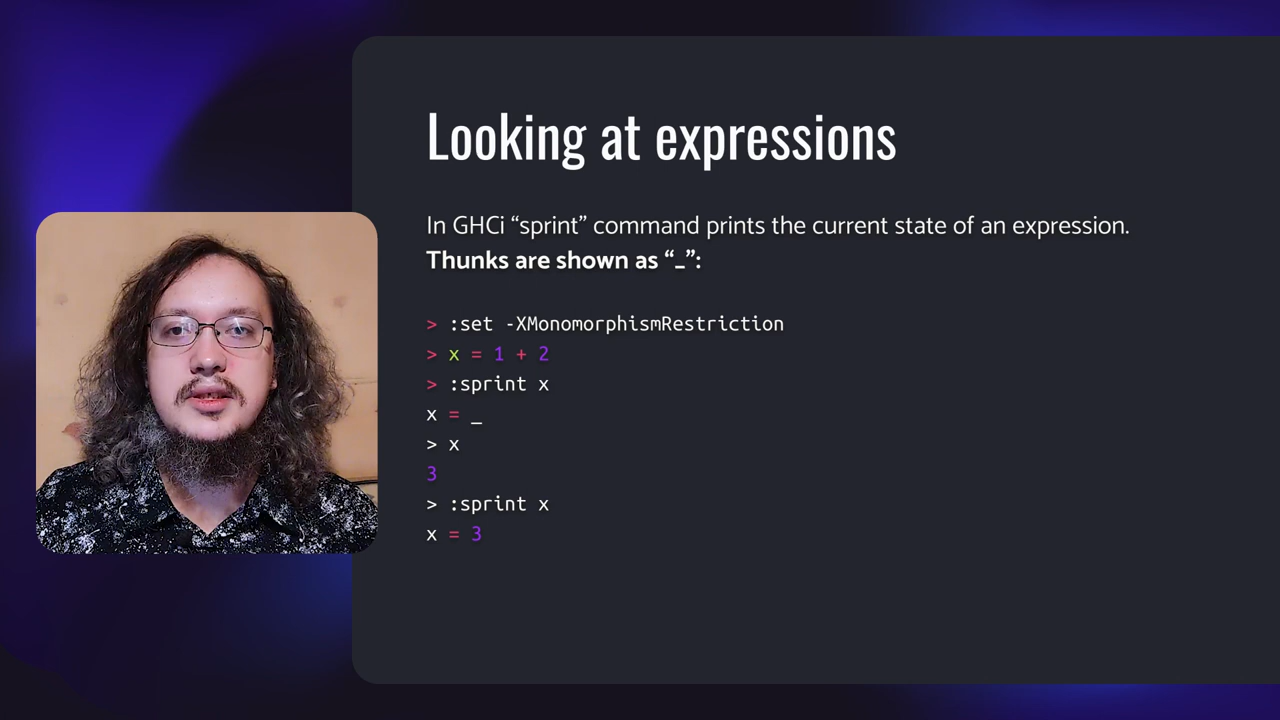 Looking at expressions
In GHCi “sprint” command prints the current state of an expression.
Thunks are shown as “_”:
> :set -XMonomorphismRestriction
> x = 1 + 2
> :sprint x
x = _
> x
3
> :sprint x
x = 3